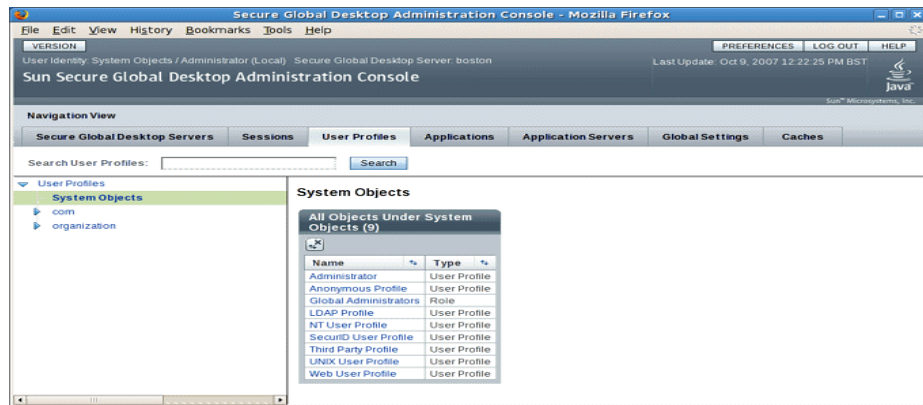 Secure Global Desktop Administration Console - Mozilla Firefox
File Edit View History Bookmarks Tools Help
VERSION PREFERENCES LOG OUT HELP
User Identity: System Objects / Administrator (Local) Secure Global Desktop Server: boston Last Update: Oct 9, 2007 12:22:25 PM BST
Sun Secure Global Desktop Administration Console
Java
Sun™ Microsystems, Inc.
Navigation View
Secure Global Desktop Servers Sessions User Profiles Applications Application Servers Global Settings Caches
Search User Profiles: Search
User Profiles
System Objects
com
organization
System Objects
All Objects Under System
Objects (9)
Name Type
Administrator User Profile
Anonymous Profile User Profile
Global Administrators Role
LDAP Profile User Profile
NT User Profile User Profile
SecurID User Profile User Profile
Third Party Profile User Profile
UNIX User Profile User Profile
Web User Profile User Profile